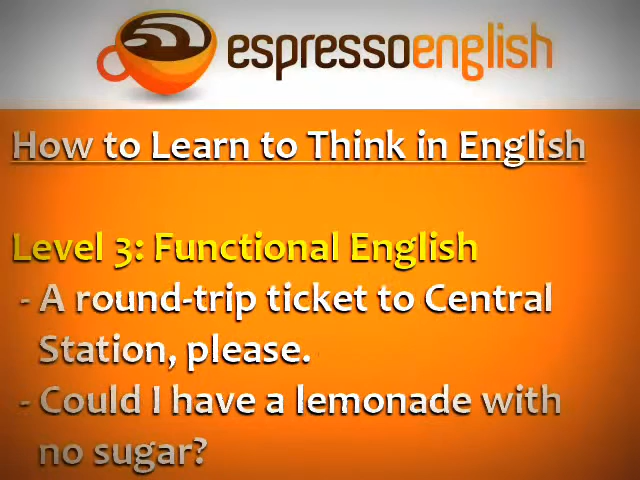 espressoenglish
How to Learn to Think in English
Level 3: Functional English
- A round-trip ticket to Central
Station, please.
- Could I have a lemonade with
no sugar?